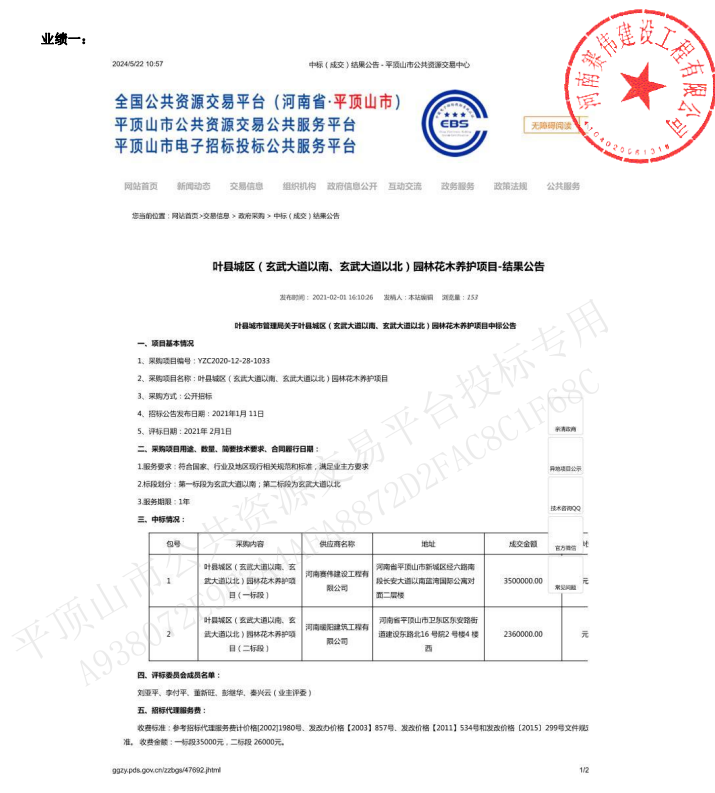 业绩一：
2024/5/22 10:57
中标（成交）结果公告 - 平顶山市公共资源交易中心
全国公共资源交易平台（河南省·平顶山市）
平顶山市公共资源交易公共服务平台
平顶山市电子招标投标公共服务平台
EBS
无障碍阅读
河南赛伟建设工程有限公司
网站首页 新闻动态 交易信息 组织机构 政府信息公开 互动交流 政务服务 政策法规 公共服务
您当前位置：网站首页 >交易信息 > 政府采购 > 中标（成交）结果公告
叶县城区（玄武大道以南、玄武大道以北）园林花木养护项目-结果公告
发布时间： 2021-02-01 16:10:26 发稿人：本站编辑 浏览量：153
叶县城市管理局关于叶县城区（玄武大道以南、玄武大道以北）园林花木养护项目中标公告
一、项目基本情况
1、采购项目编号：YZC2020-12-28-1033
2、采购项目名称：叶县城区（玄武大道以南、玄武大道以北）园林花木养护项目
3、采购方式：公开招标
4、招标公告发布日期：2021年1月 11日
5、评标日期：2021年 2月1日
二、采购项目用途、数量、简要技术要求、合同履行日期：
1.服务要求：符合国家、行业及地区现行相关规范和标准，满足业主方要求
2.标段划分：第一标段为玄武大道以南；第二标段为玄武大道以北
3.服务期限：1年
三、中标情况：
包号 采购内容 供应商名称 地址 成交金额
1 叶县城区（玄武大道以南、玄武大道以北）园林花木养护项目（一标段） 河南赛伟建设工程有限公司 河南省平顶山市新城区经六路南段长安大道以南蓝湾国际公寓对面二层楼 3500000.00 元
2 叶县城区（玄武大道以南、玄武大道以北）园林花木养护项目（二标段） 河南暖阳建筑工程有限公司 河南省平顶山市卫东区东安路街道建设东路北16 号院2 号楼4 楼西 2360000.00 元
亲清政商
异地项目公示
技术咨询QQ
官方微信
常见问题
四、评标委员会成员名单：
刘亚平、李付平、董新旺、彭继华、秦兴云（业主评委）
五、招标代理服务费：
收费标准：参考招标代理服务费计价格[2002]1980号、发改办价格【2003】857号、发改价格【2011】534号和发改价格（2015）299号文件规定
准。 收费金额：一标段35000元，二标段 26000元。
ggzy.pds.gov.cn/zzbgs/47692.jhtml
1/2
平顶山市公共资源交易平台投标专用